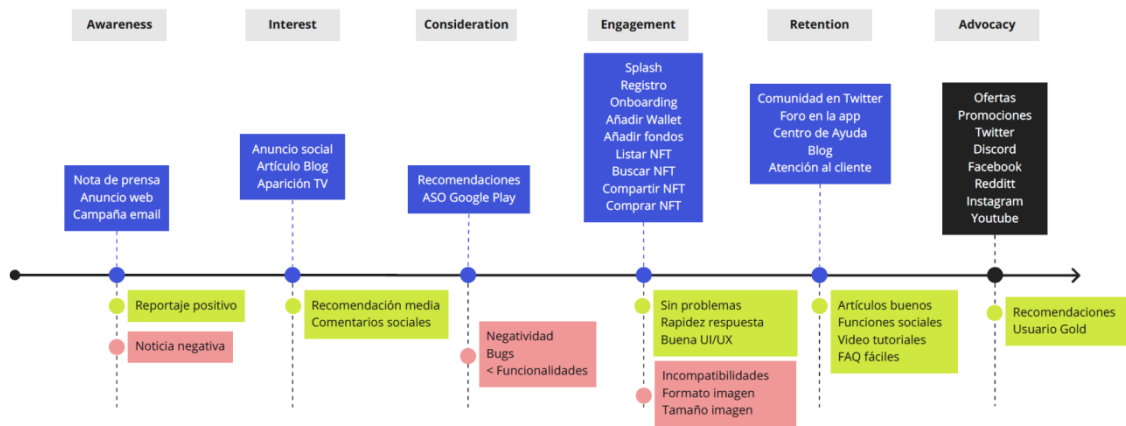 Awareness
Interest
Consideration
Engagement
Retention
Advocacy
Nota de prensa
Anuncio web
Campaña email
Anuncio social
Artículo Blog
Aparición TV
Recomendaciones
ASO Google Play
Splash
Registro
Onboarding
Añadir Wallet
Añadir fondos
Listar NFT
Buscar NFT
Compartir NFT
Comprar NFT
Comunidad en Twitter
Foro en la app
Centro de Ayuda
Blog
Atención al cliente
Ofertas
Promociones
Twitter
Discord
Facebook
Redditt
Instagram
Youtube
Reportaje positivo
Noticia negativa
Recomendación media
Comentarios sociales
Negatividad
Bugs
< Funcionalidades
Sin problemas
Rapidez respuesta
Buena UI/UX
Incompatibilidades
Formato imagen
Tamaño imagen
Artículos buenos
Funciones sociales
Video tutoriales
FAQ fáciles
Recomendaciones
Usuario Gold